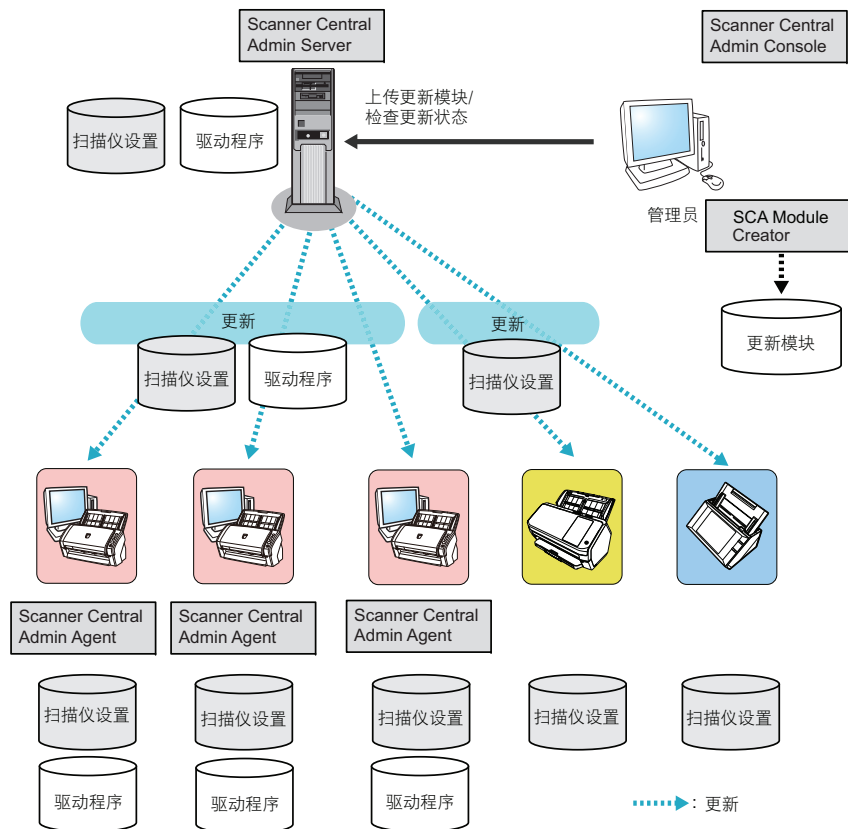 Scanner Central
Admin Server
Scanner Central
Admin Console
上传更新模块/
检查更新状态
扫描仪设置
驱动程序
管理员
SCA Module
Creator
更新模块
更新
更新
扫描仪设置
驱动程序
扫描仪设置
Scanner Central
Admin Agent
Scanner Central
Admin Agent
Scanner Central
Admin Agent
扫描仪设置
扫描仪设置
扫描仪设置
扫描仪设置
扫描仪设置
驱动程序
驱动程序
驱动程序
：更新